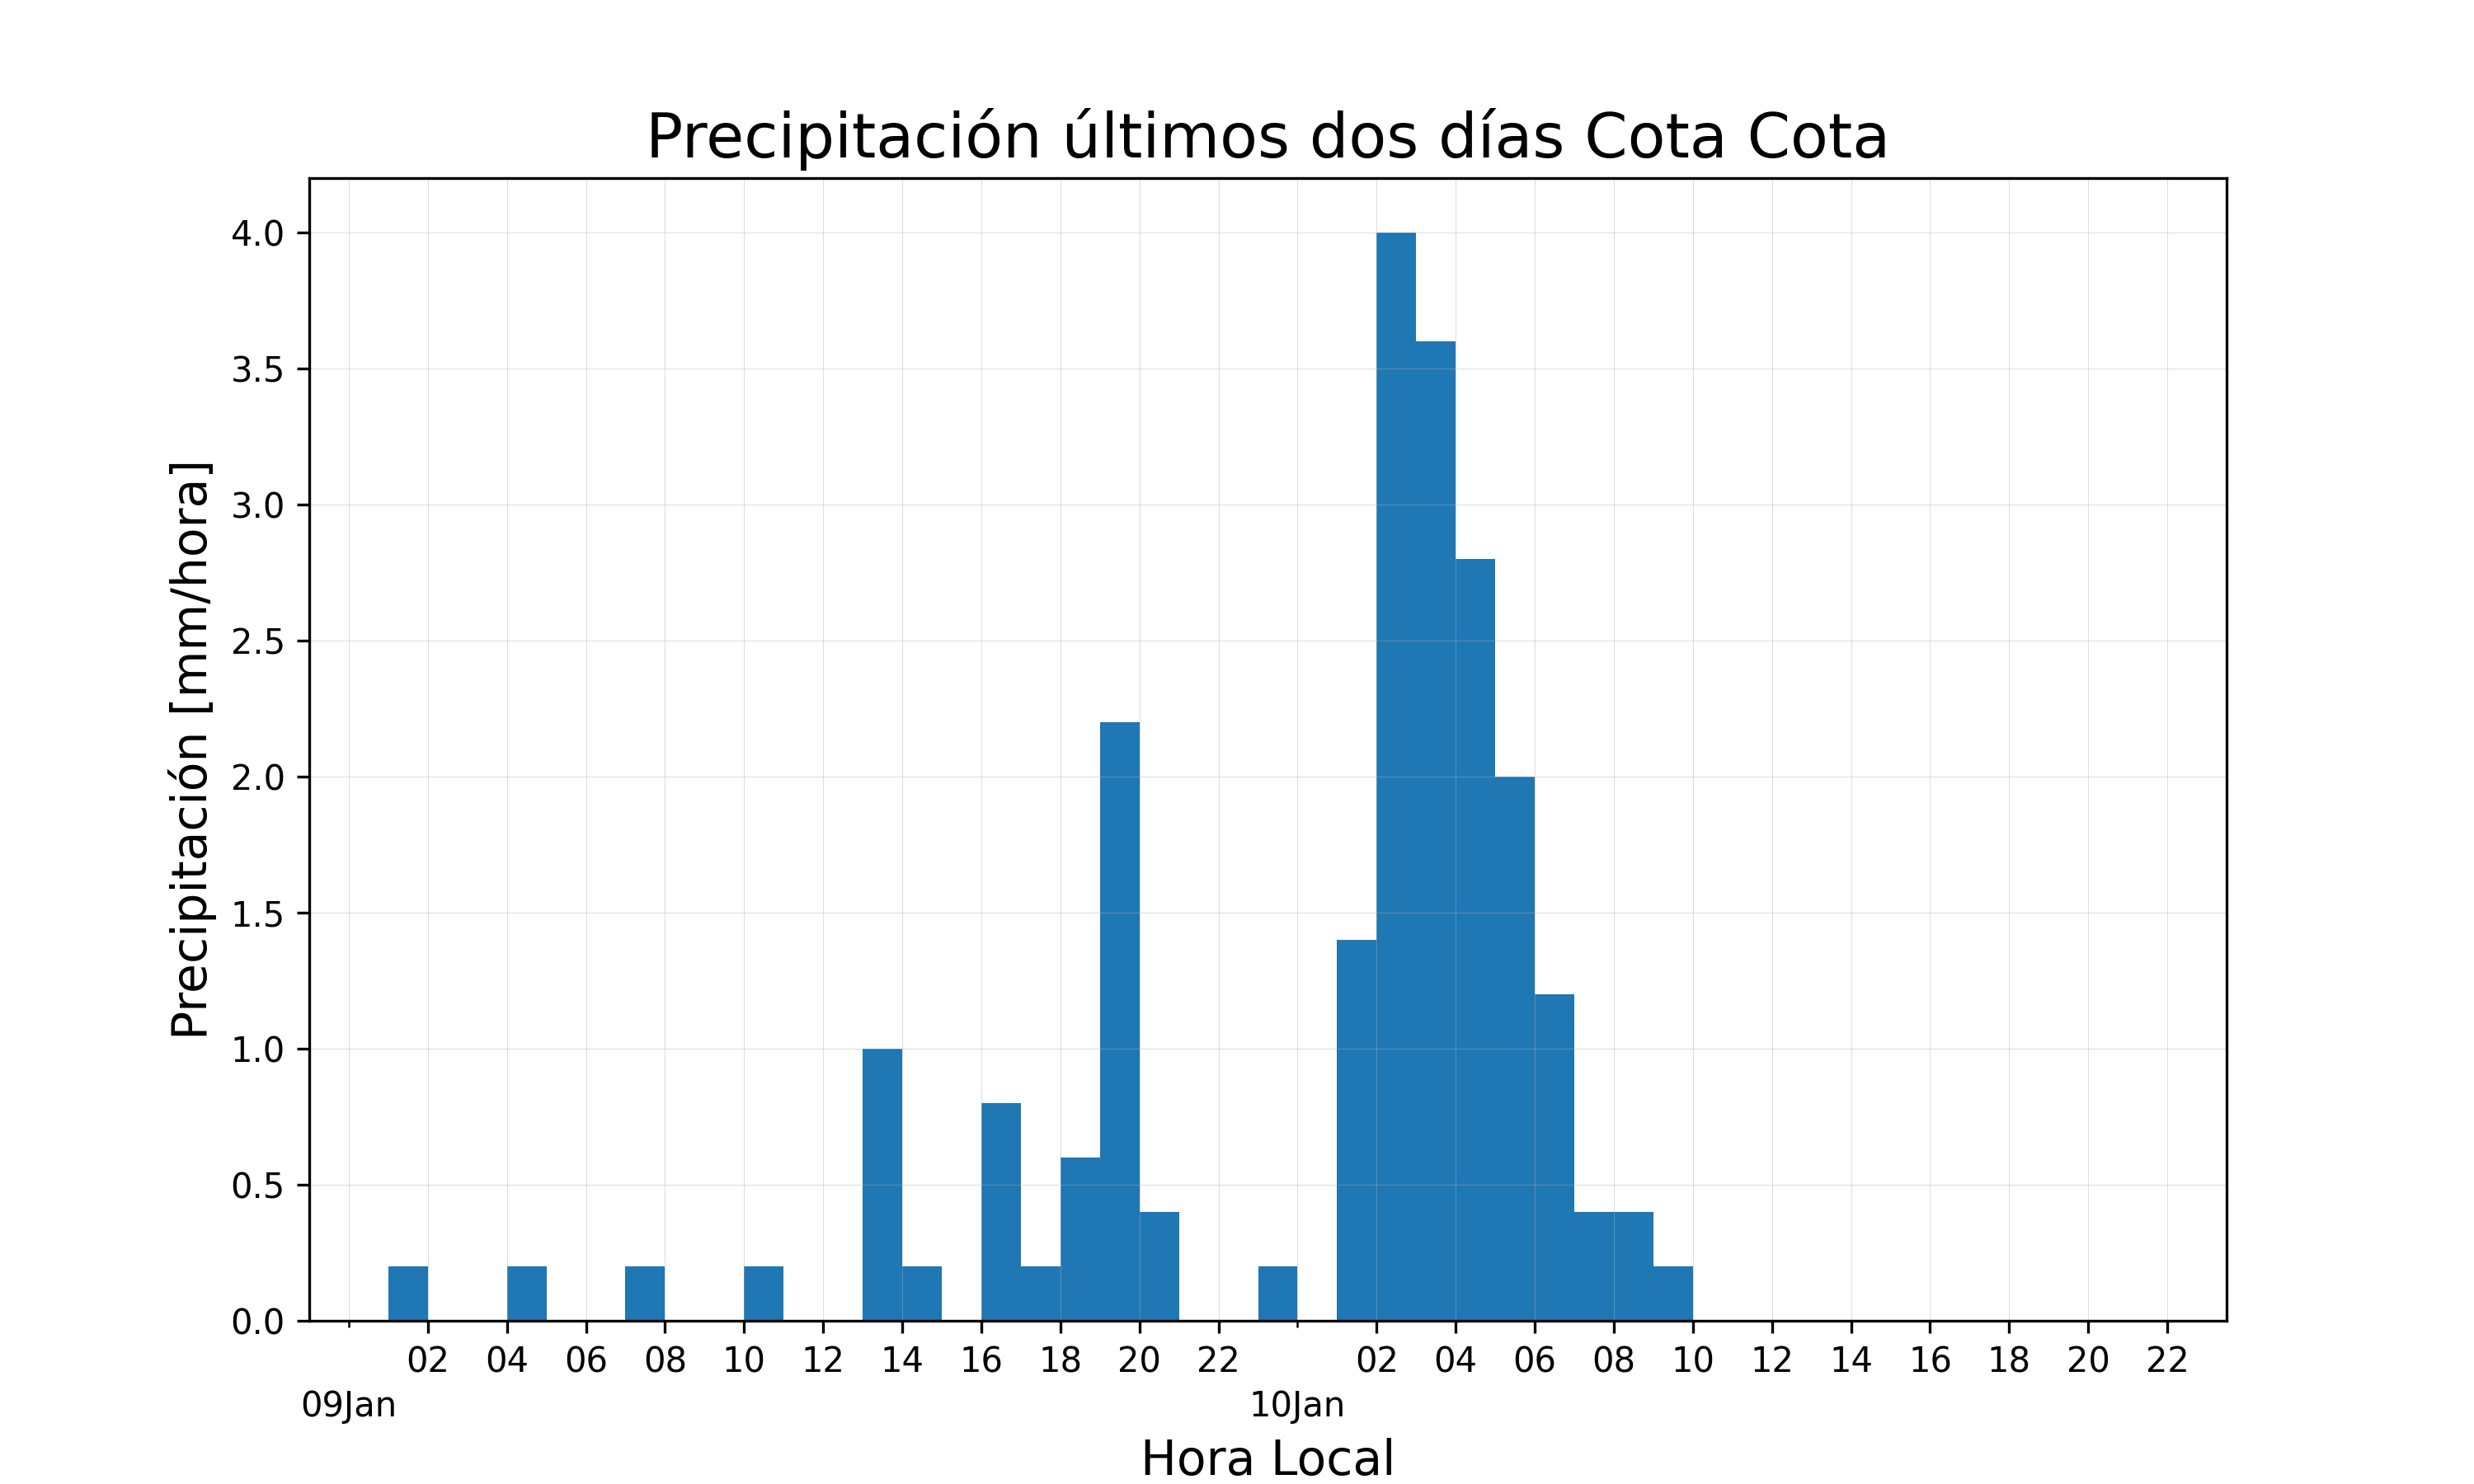 Precipitación últimos dos días Cota Cota
Precipitación [mm/hora]
4.0
3.5
3.0
2.5
2.0
1.5
1.0
0.5
0.0
02 04 06 08 10 12 14 16 18 20 22 02 04 06 08 10 12 14 16 18 20 22
09Jan 10Jan
Hora Local